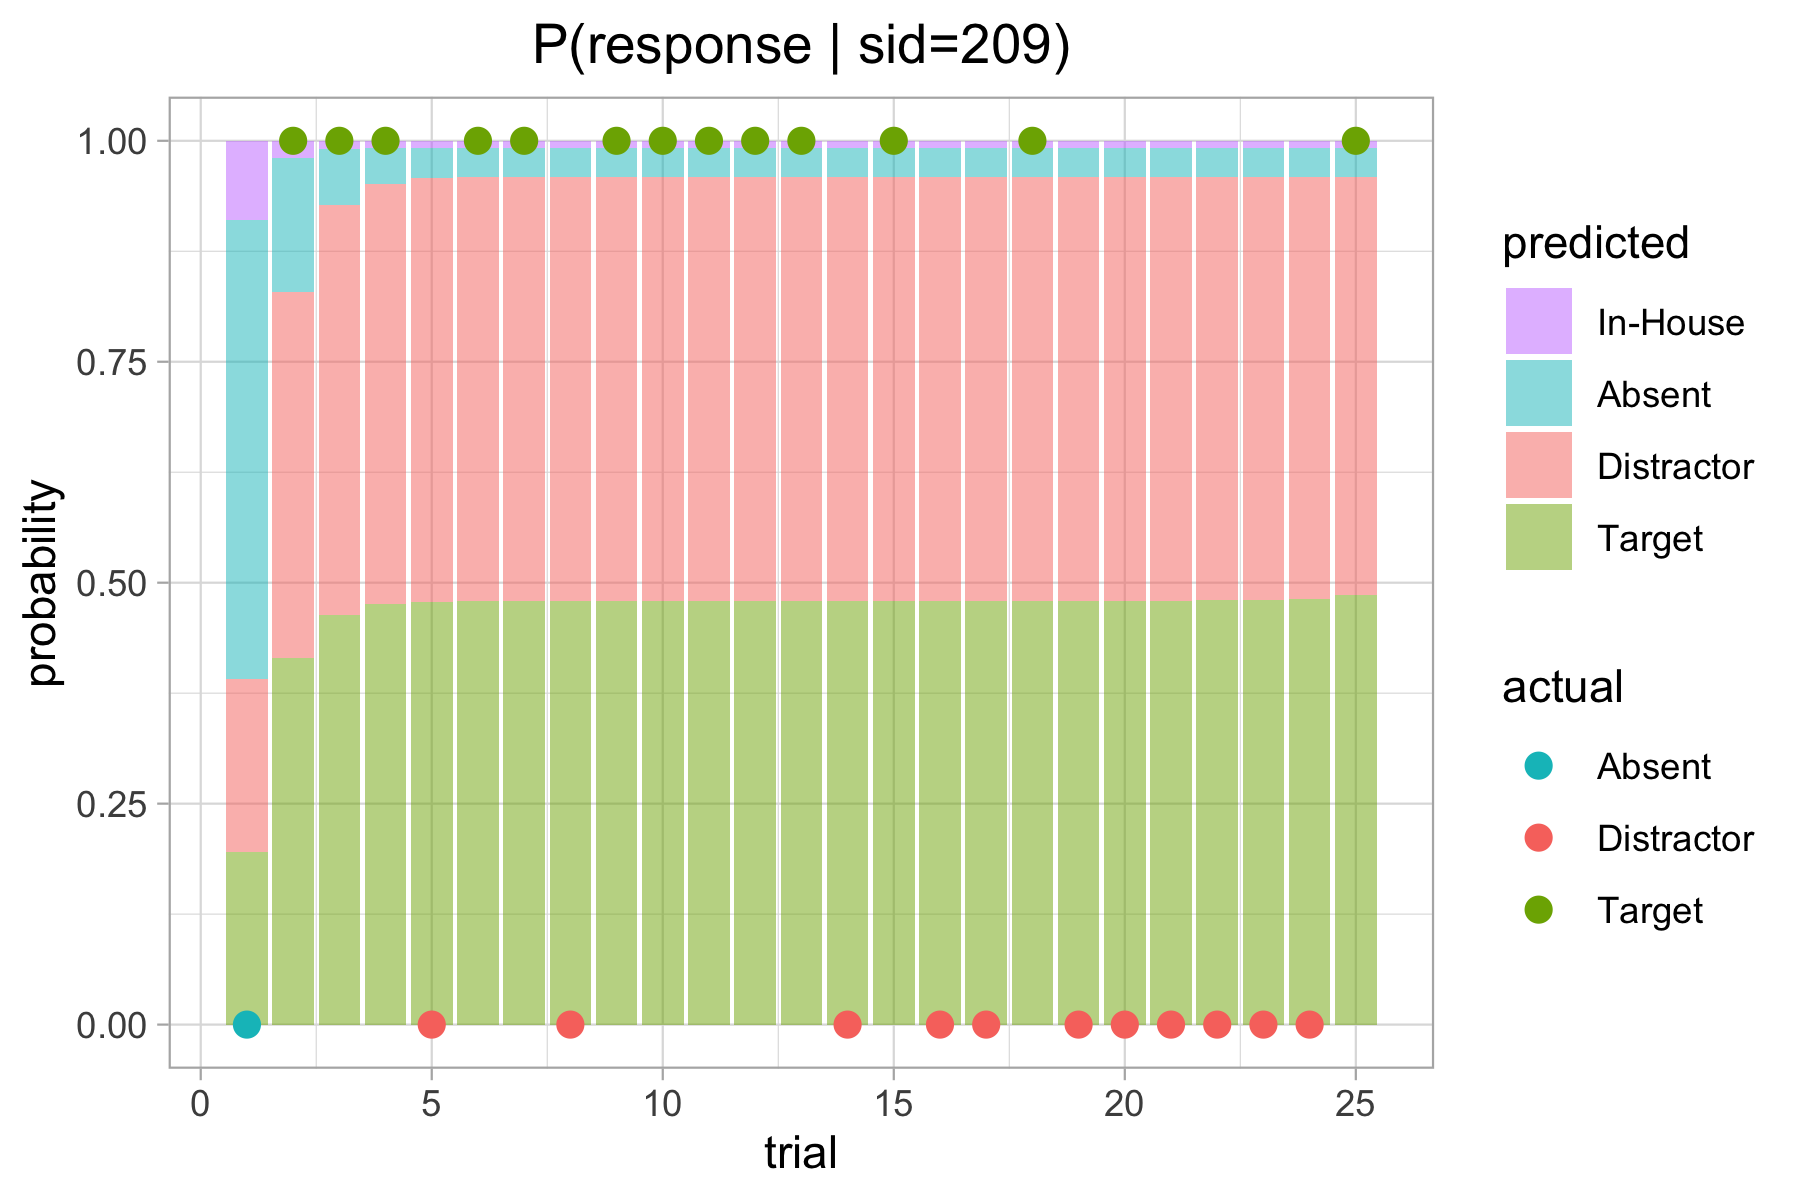 P(response | sid=209)
probability
1.00
0.75
0.50
0.25
0.00
0 5 10 15 20 25
trial
predicted
In-House
Absent
Distractor
Target
actual
Absent
Distractor
Target